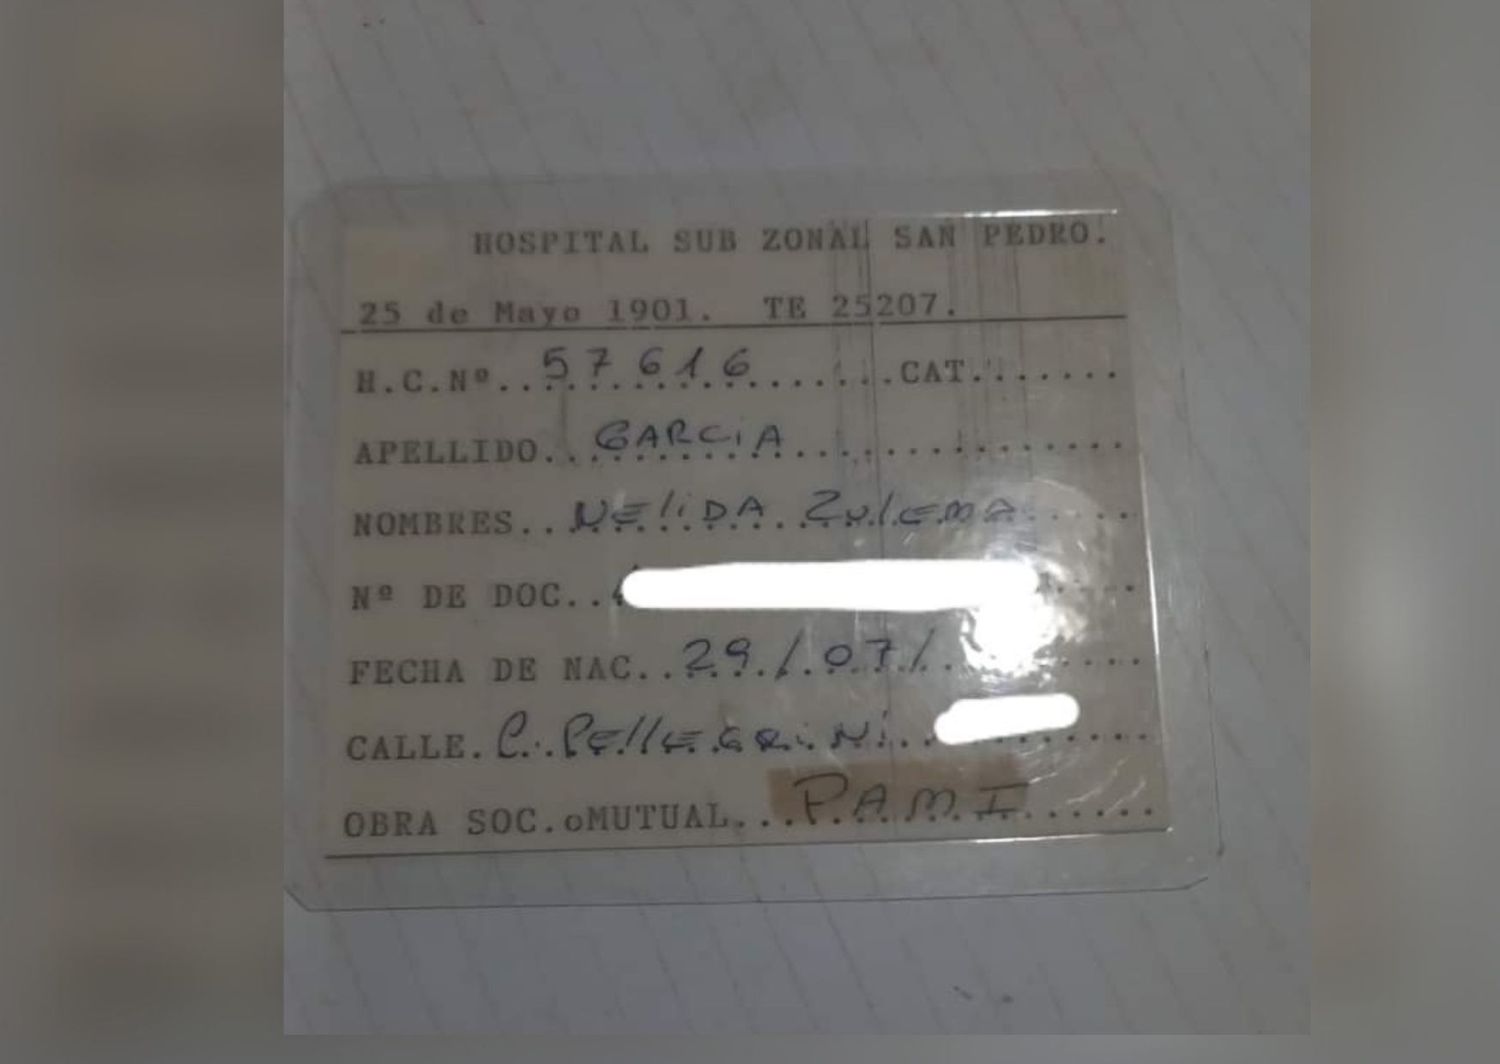 HOSPITAL SUB ZONAL SAN PEDRO.
25 de Mayo 1901. TE 25207.
H.C.Nº.. 57616 ....CAT.......
APELLIDO.. GARCIA
NOMBRES.. NELIDA ZULEMA
Nº DE DOC..
FECHA DE NAC.. 29/07/
CALLE. C. PELLEGRINI
OBRA SOC.oMUTUAL... PAMI